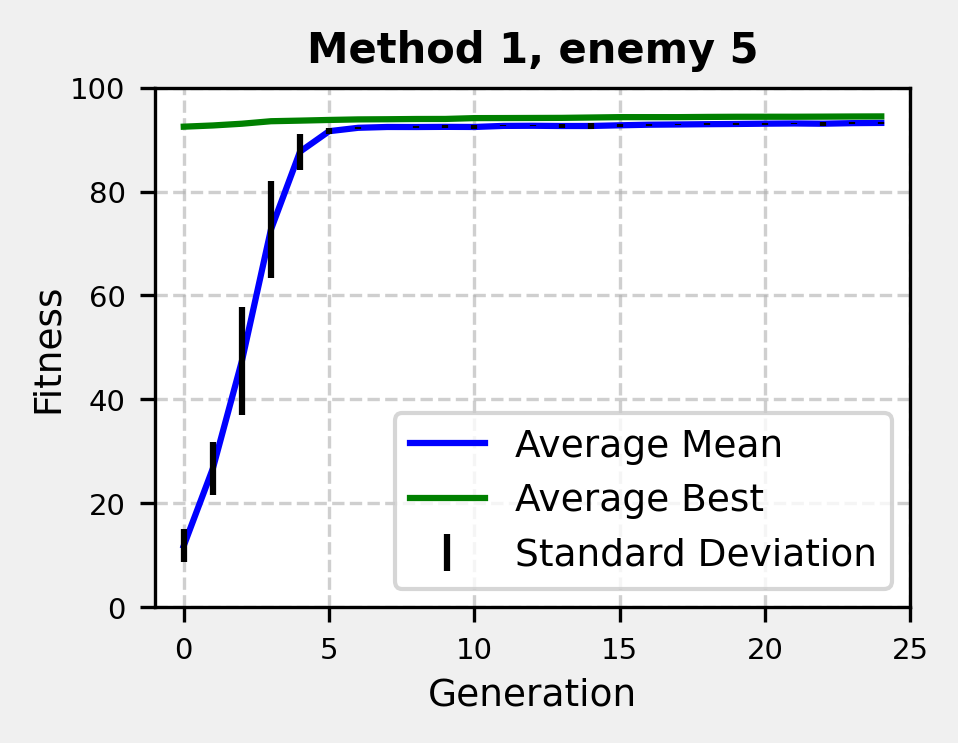 Method 1, enemy 5
100
80
60
40
20
0
Fitness
Average Mean
Average Best
Standard Deviation
0 5 10 15 20 25
Generation